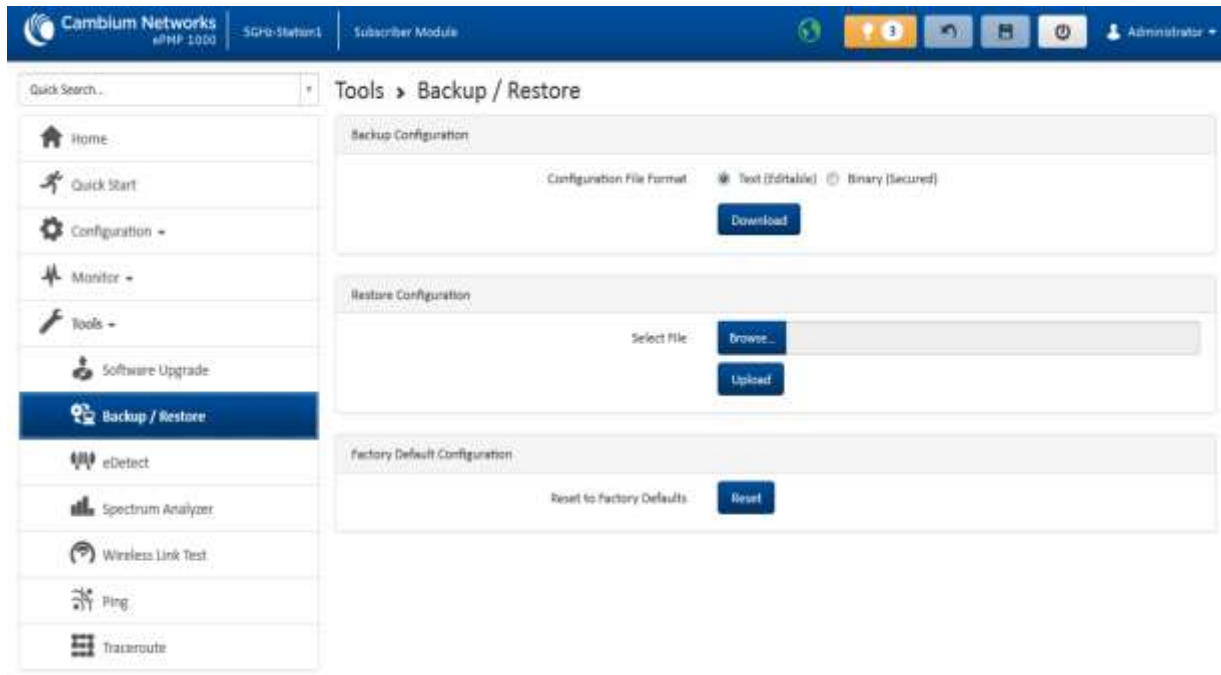 Cambium Networks
ePMP 1000
5GHz-Station1
Subscriber Module
3
Administrator
Quick Search...
Tools > Backup / Restore
Home
Quick Start
Configuration
Monitor
Tools
Software Upgrade
Backup / Restore
eDetect
Spectrum Analyzer
Wireless Link Test
Ping
Traceroute
Backup Configuration
Configuration File Format
Text (Editable)
Binary (Secured)
Download
Restore Configuration
Select File
Browse...
Upload
Factory Default Configuration
Reset to Factory Defaults
Reset